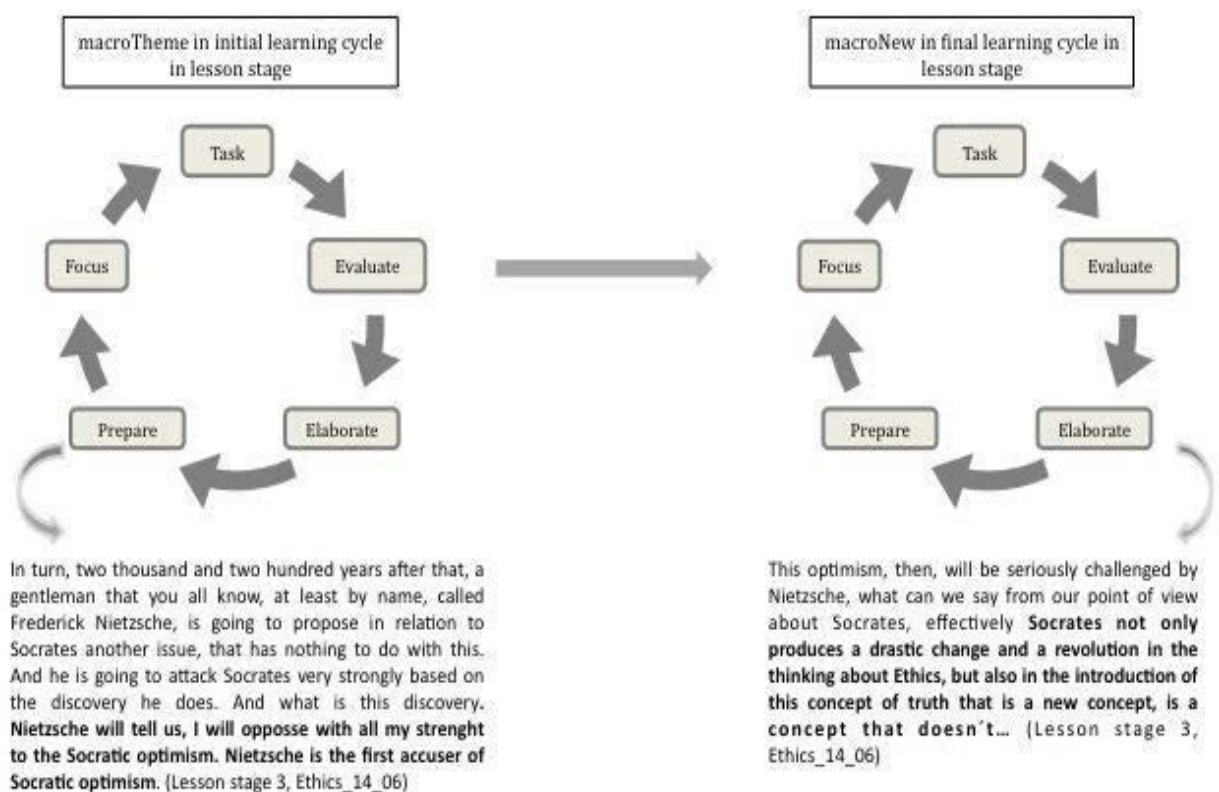 macroTheme in initial learning cycle
in lesson stage
Task
Focus
Evaluate
Prepare
Elaborate
In turn, two thousand and two hundred years after that, a
gentleman that you all know, at least by name, called
Frederick Nietzsche, is going to propose in relation to
Socrates another issue, that has nothing to do with this.
And he is going to attack Socrates very strongly based on
the discovery he does. And what is this discovery.
Nietzsche will tell us, I will opposse with all my strenght
to the Socratic optimism. Nietzsche is the first accuser of
Socratic optimism. (Lesson stage 3, Ethics_14_06)
macroNew in final learning cycle in
lesson stage
Task
Focus
Evaluate
Prepare
Elaborate
This optimism, then, will be seriously challenged by
Nietzsche, what can we say from our point of view
about Socrates, effectively Socrates not only
produces a drastic change and a revolution in the
thinking about Ethics, but also in the introduction of
this concept of truth that is a new concept, is a
concept that doesn´t... (Lesson stage 3,
Ethics_14_06)